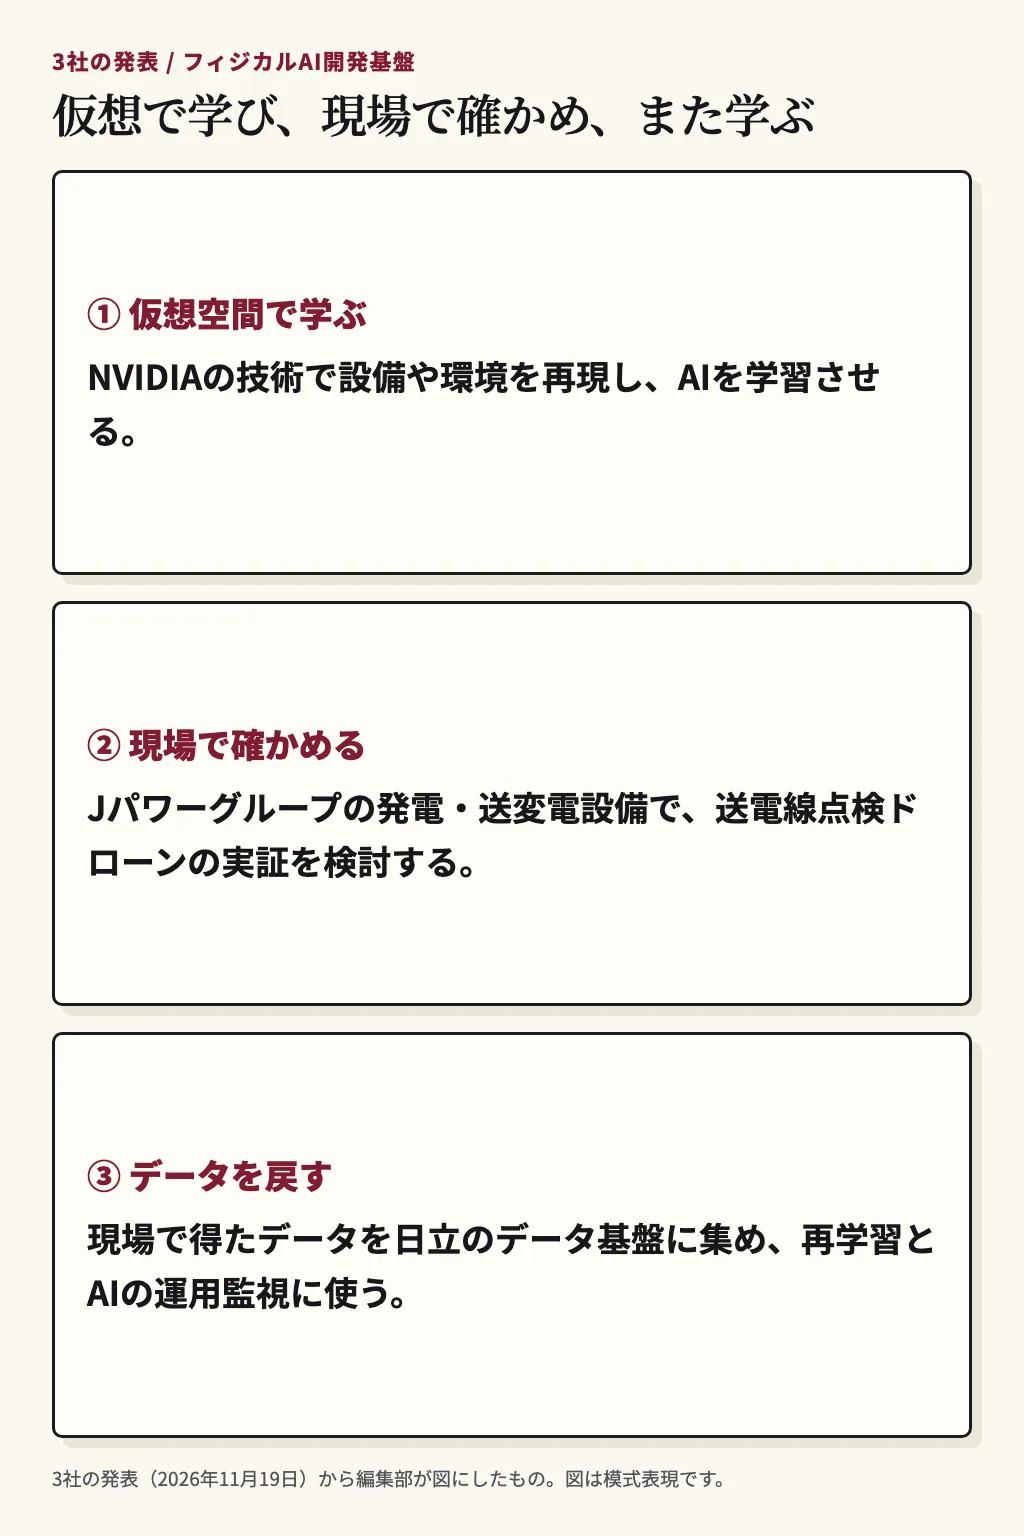 3社の発表 / フィジカルAI開発基盤
仮想で学び、現場で確かめ、また学ぶ
① 仮想空間で学ぶ
NVIDIAの技術で設備や環境を再現し、AIを学習させ
る。
② 現場で確かめる
Jパワーグループの発電・送変電設備で、送電線点検ド
ローンの実証を検討する。
③ データを戻す
現場で得たデータを日立のデータ基盤に集め、再学習と
AIの運用監視に使う。
3社の発表（2026年11月19日）から編集部が図にしたもの。図は模式表現です。